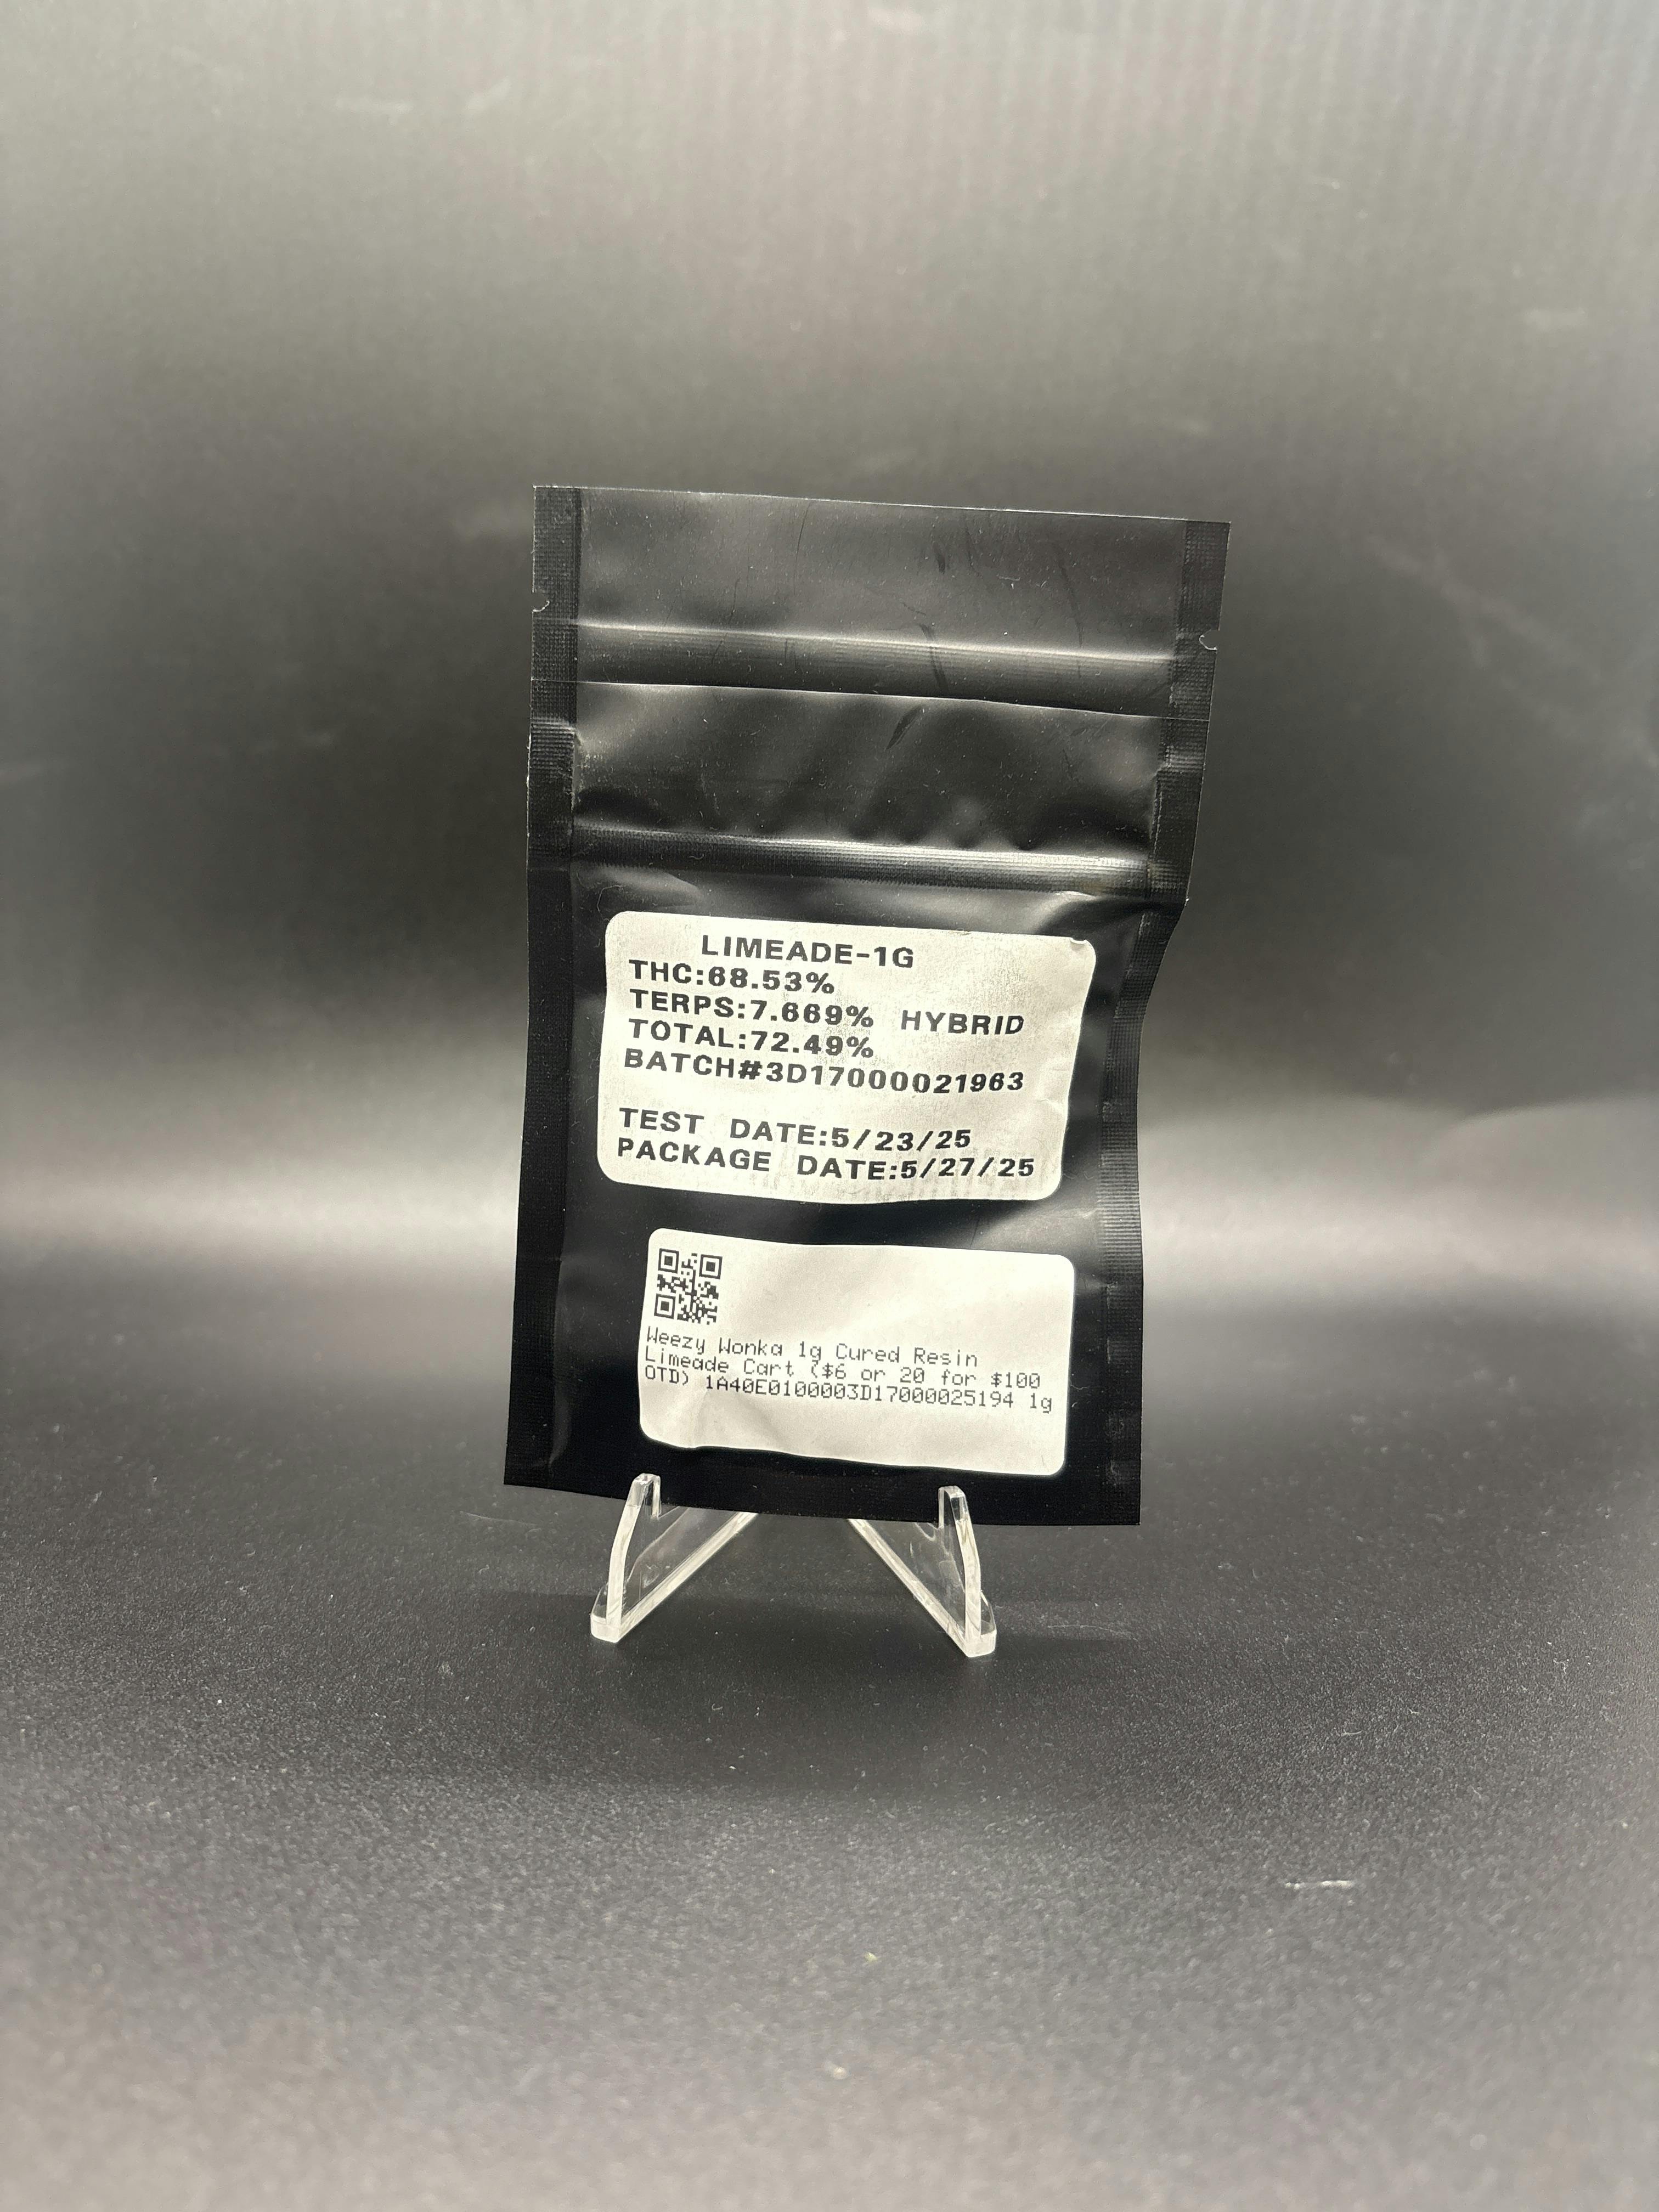 LIMEADE-1G
THC:68.53%
TERPS:7.669% HYBRID
TOTAL:72.49%
BATCH#3D17000021963
TEST DATE:5/23/25
PACKAGE DATE:5/27/25
Weezy Wonka 1g Cured Resin
Limeade Cart ($6 or 20 for $100
OTD) 1A40E0100003D17000025194 1g